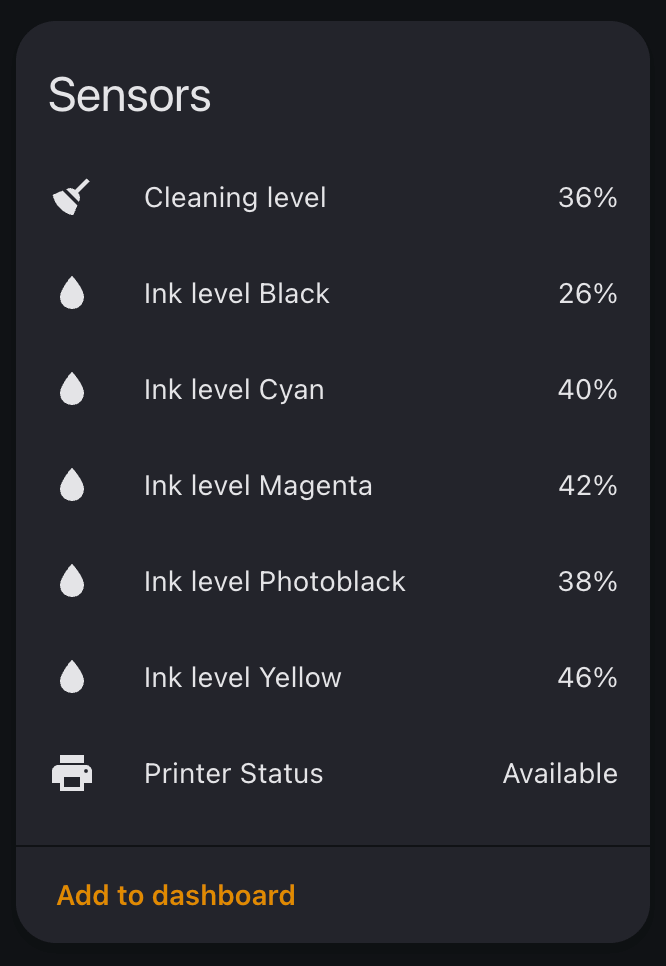 Sensors
Cleaning level 36%
Ink level Black 26%
Ink level Cyan 40%
Ink level Magenta 42%
Ink level Photoblack 38%
Ink level Yellow 46%
Printer Status Available
Add to dashboard